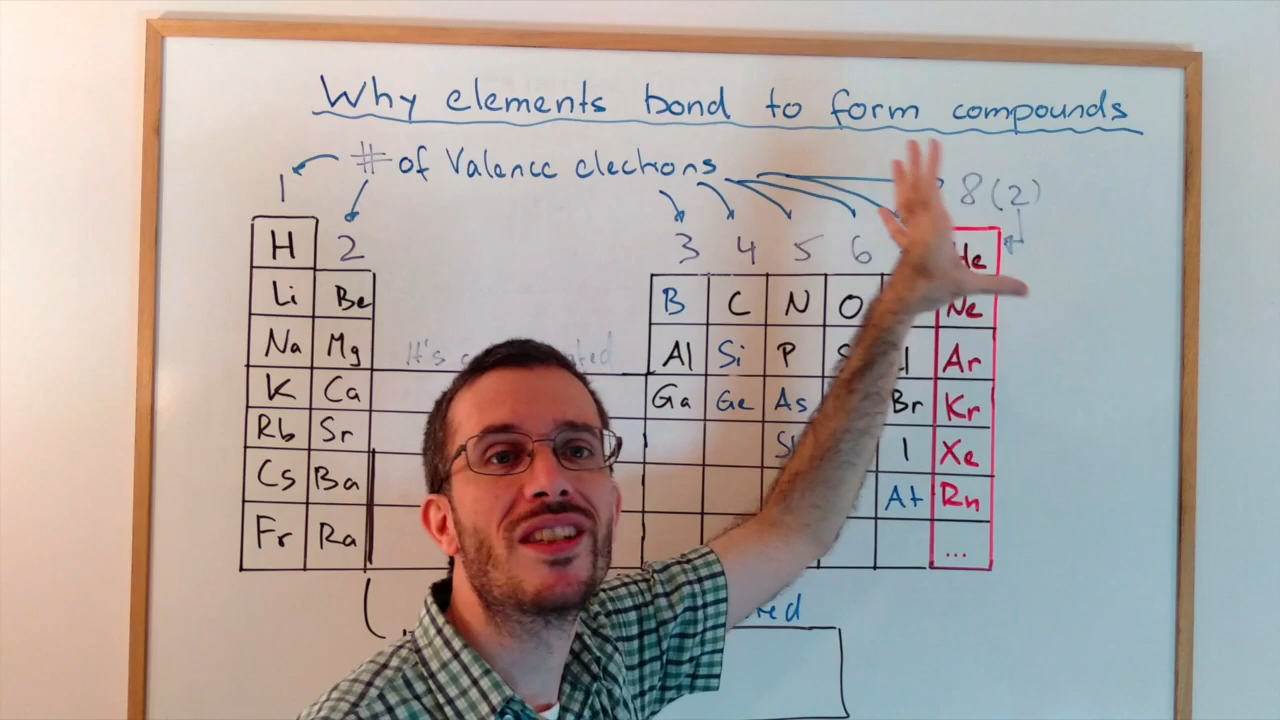 Why elements bond to form compounds
# of Valence electrons
1 8 (2)
H 2 3 4 5 6 He
Li Be B C N O Ne
Na Mg It's Al Si P Ar
K Ca Ga Ge As Br Kr
Rb Sr I Xe
Cs Ba At Rn
Fr Ra ...